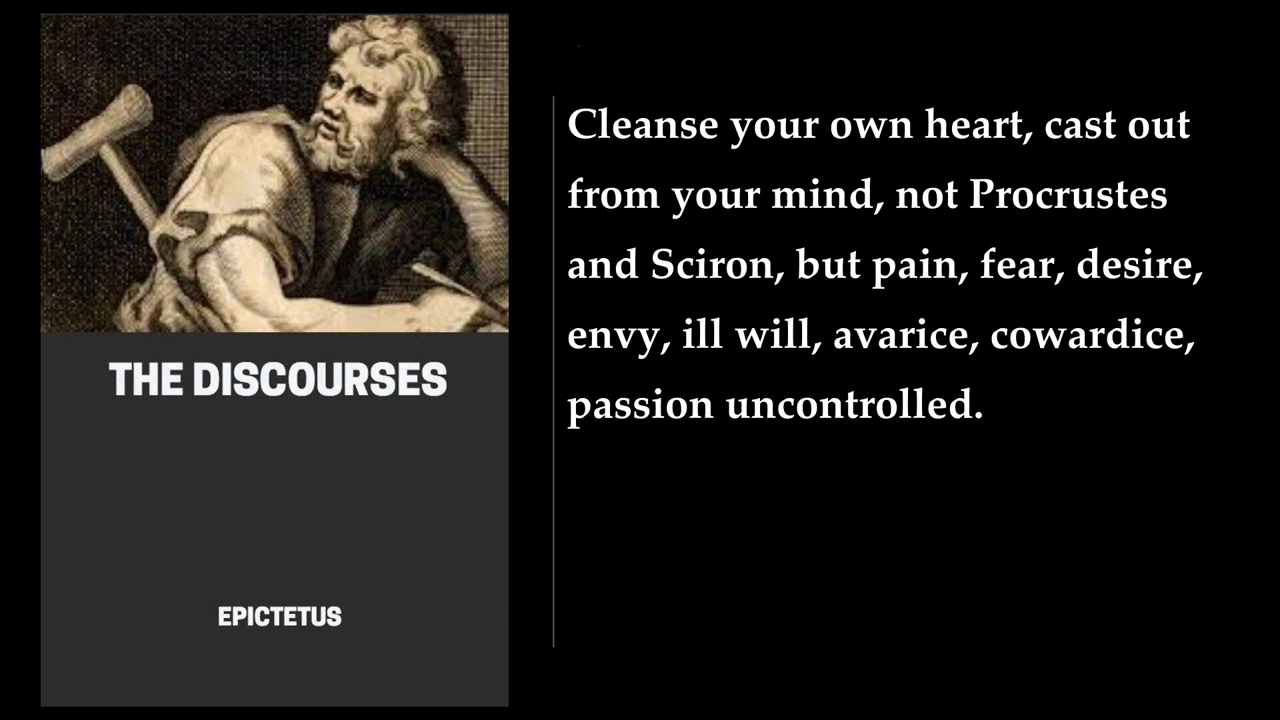 THE DISCOURSES
EPICTETUS
Cleanse your own heart, cast out
from your mind, not Procrustes
and Sciron, but pain, fear, desire,
envy, ill will, avarice, cowardice,
passion uncontrolled.